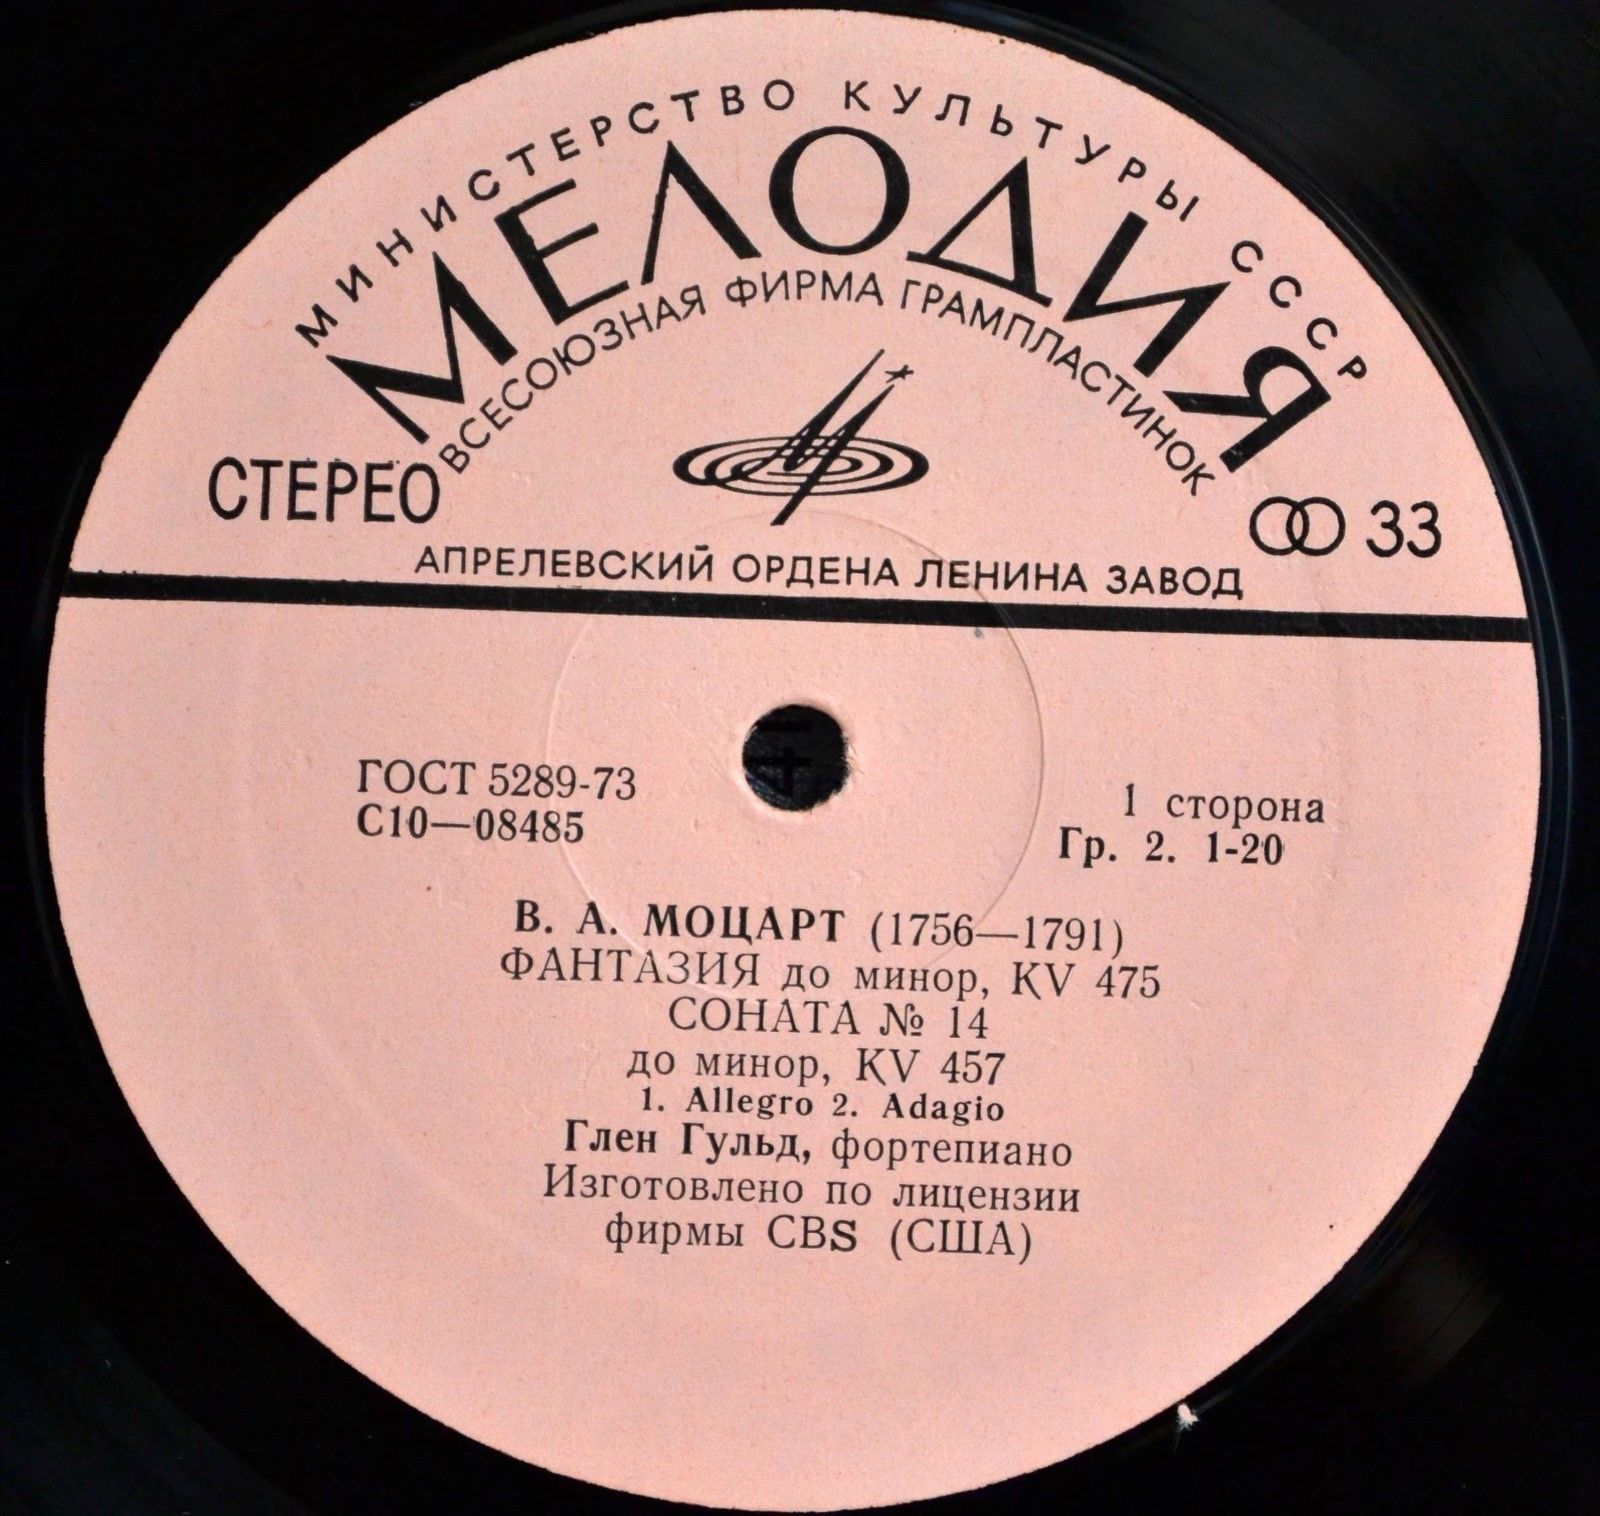 МИНИСТЕРСТВО КУЛЬТУРЫ СССР
МЕЛОДИЯ
ВСЕСОЮЗНАЯ ФИРМА ГРАМПЛАСТИНОК
СТЕРЕО
33
АПРЕЛЕВСКИЙ ОРДЕНА ЛЕНИНА ЗАВОД
ГОСТ 5289-73
С10—08485
1 сторона
Гр. 2. 1-20
В. А. МОЦАРТ (1756—1791)
ФАНТАЗИЯ до минор, KV 475
СОНАТА № 14
до минор, KV 457
1. Allegro 2. Adagio
Глен Гульд, фортепиано
Изготовлено по лицензии
фирмы CBS (США)